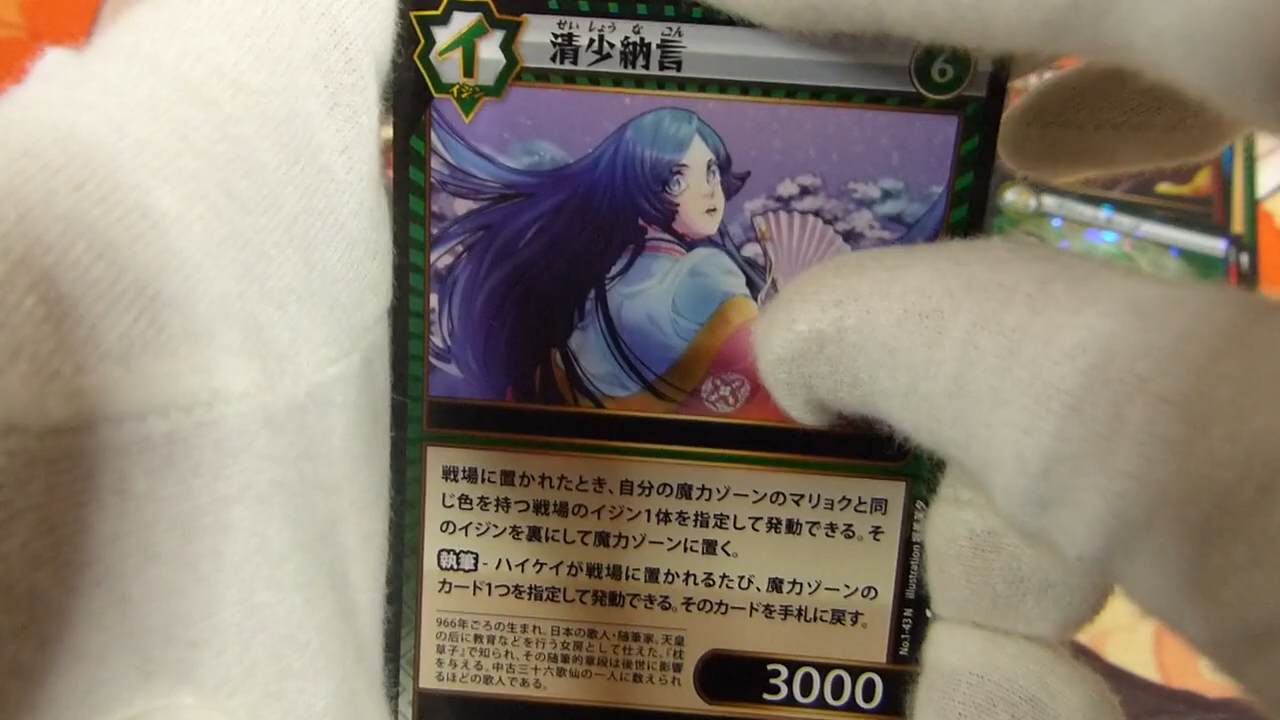 イ
イジン
せいしょうなごん
清少納言
6
戦場に置かれたとき、自分の魔力ゾーンのマリョクと同
じ色を持つ戦場のイジン1体を指定して発動できる。そ
のイジンを裏にして魔力ゾーンに置く。
執筆 - ハイケイが戦場に置かれるたび、魔力ゾーンの
カード1つを指定して発動できる。そのカードを手札に戻す。
966年ごろの生まれ。日本の歌人・随筆家。天皇
の后に教育などを行う女房として仕えた。『枕
草子』で知られ、その随筆的章段は後世に影響
を与える。中古三十六歌仙の一人に数えられ
るほどの歌人である。
3000
No.1-43 N illustration